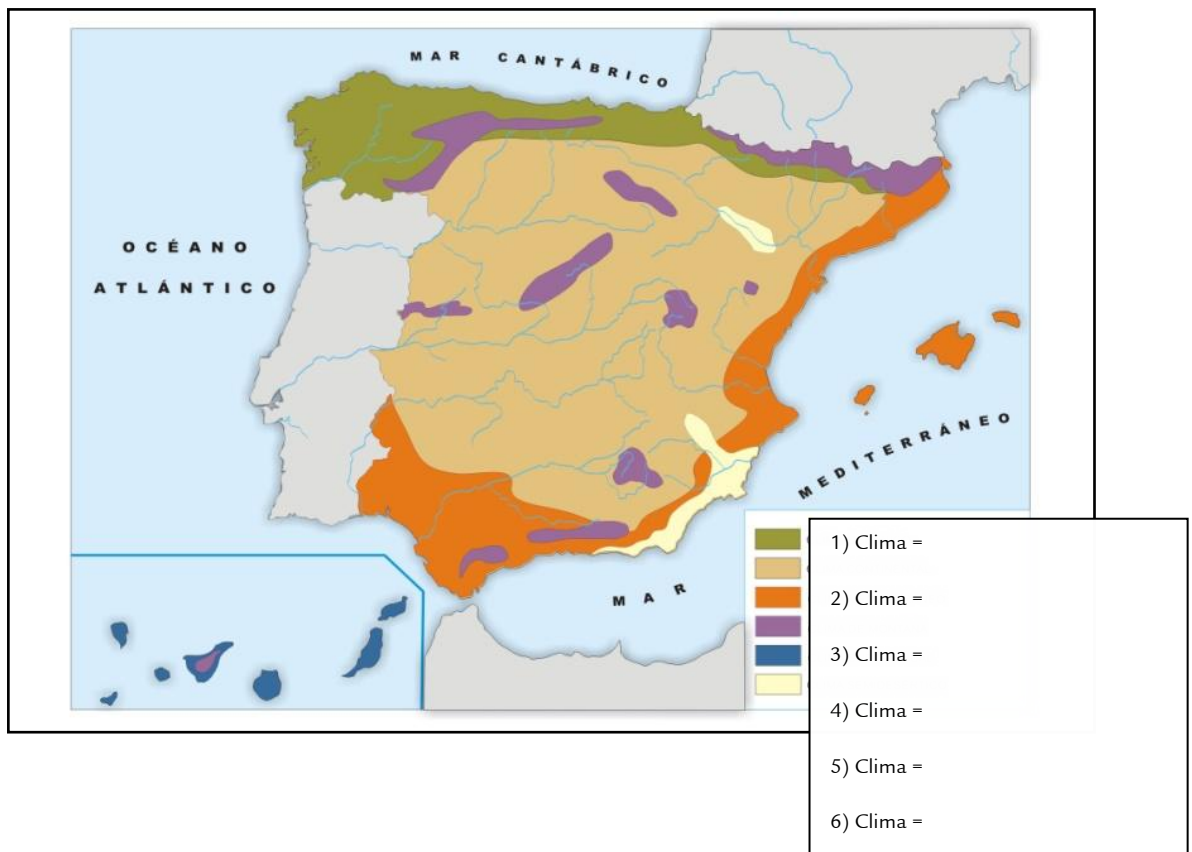 MAR CANTÁBRICO
OCÉANO
ATLÁNTICO
MEDITERRÁNEO
MAR
1) Clima =
2) Clima =
3) Clima =
4) Clima =
5) Clima =
6) Clima =